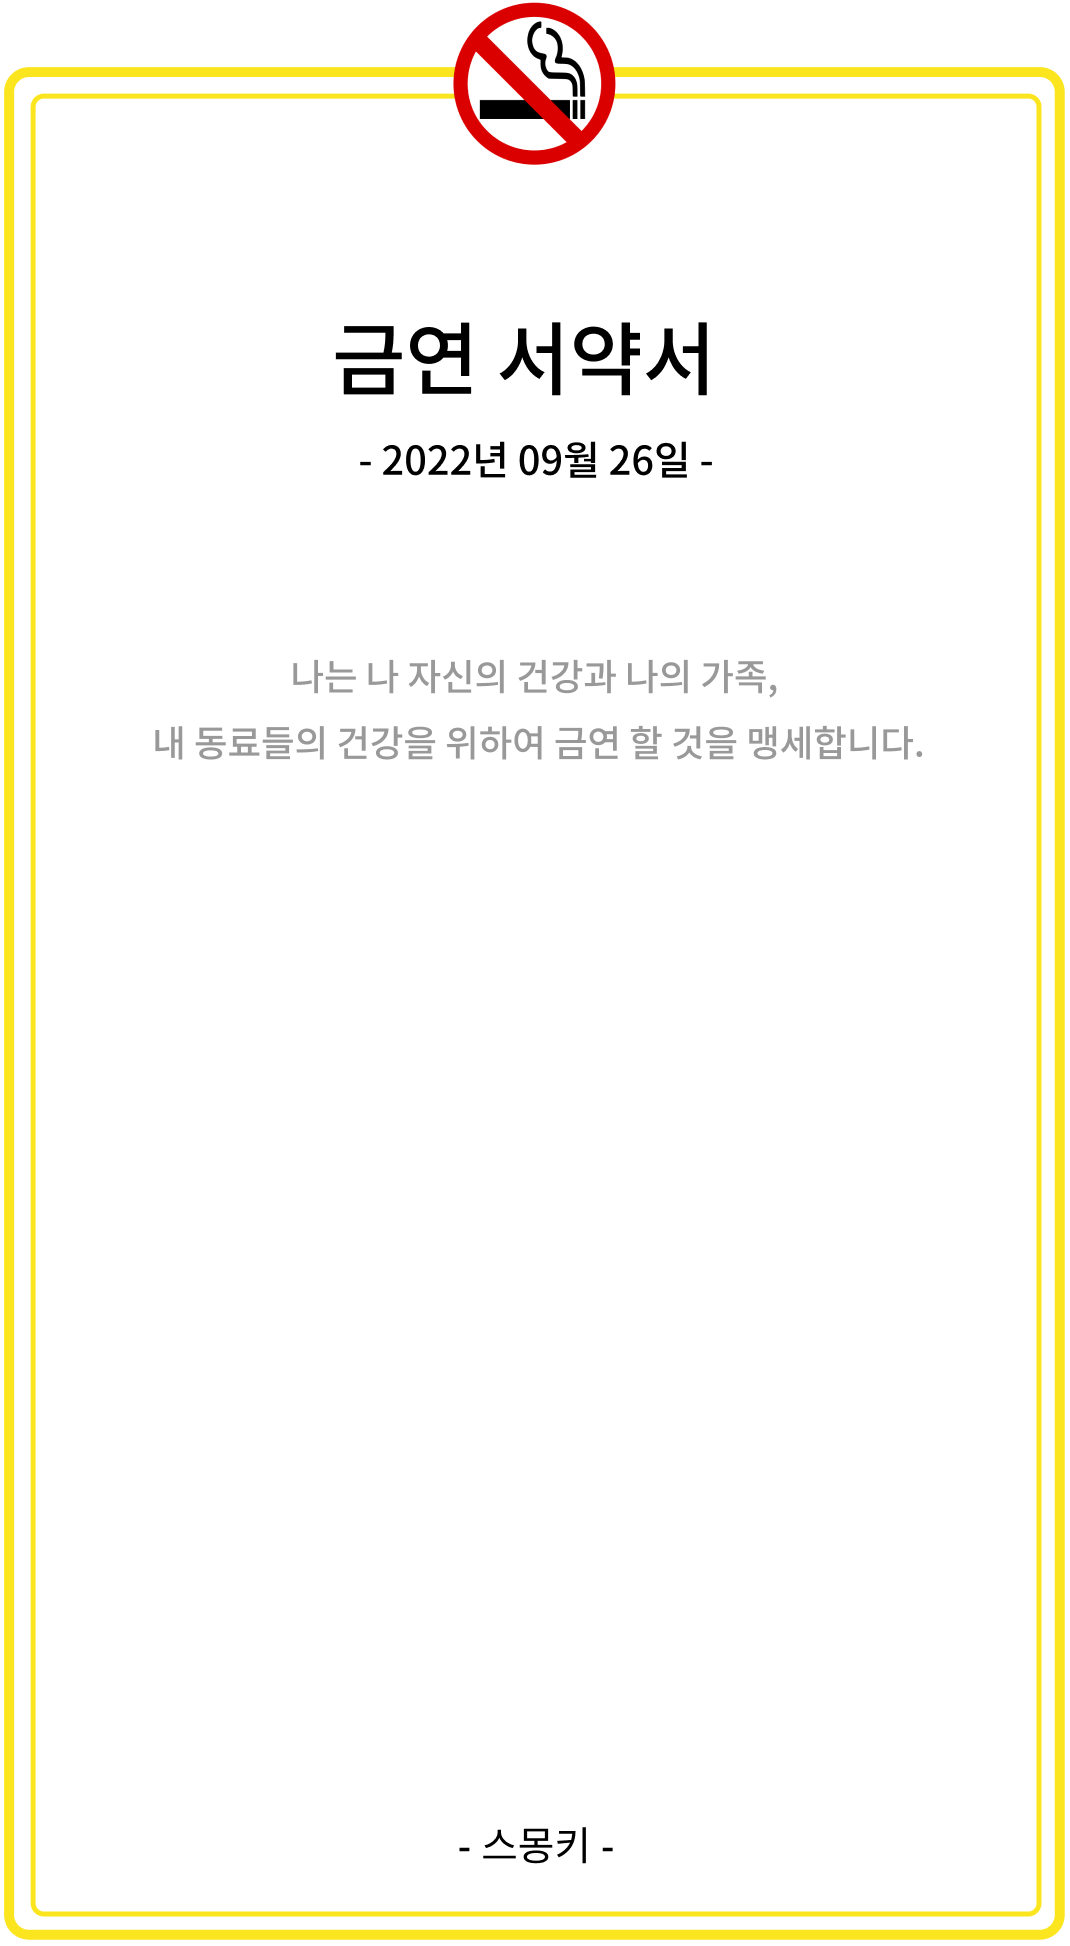 금연 서약서
- 2022년 09월 26일 -
나는 나 자신의 건강과 나의 가족,
내 동료들의 건강을 위하여 금연 할 것을 맹세합니다.
- 스몽키 -